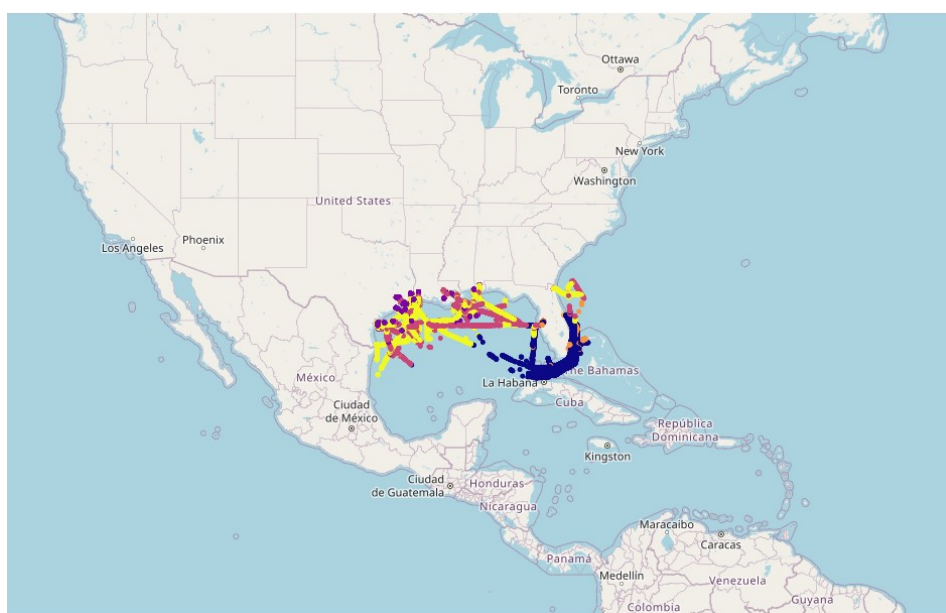 Ottawa
Toronto
New York
Washington
United States
Los Angeles
Phoenix
México
La Habana
he Bahamas
Cuba
Ciudad
de México
República
Dominicana
Kingston
Ciudad
de Guatemala
Honduras
Nicaragua
Maracaibo
Caracas
Panamá
Medellín
Venezuela
Colombia
Guyana